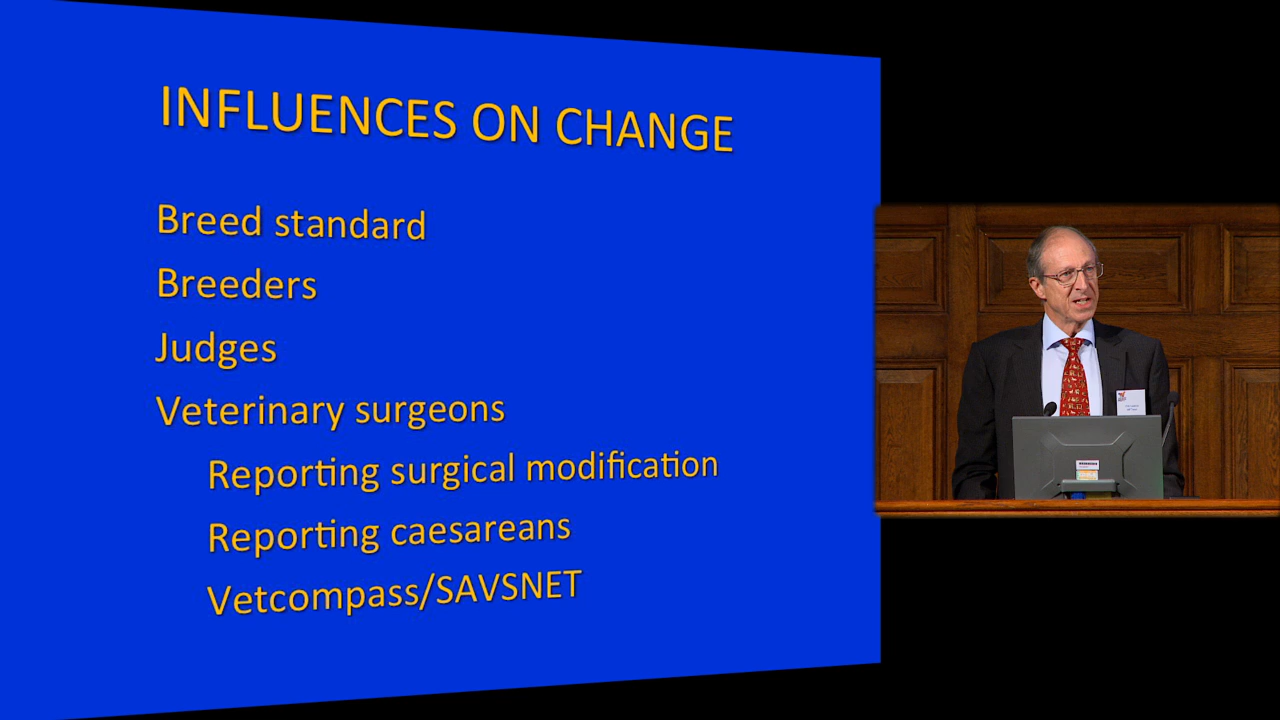 INFLUENCES ON CHANGE
Breed standard
Breeders
Judges
Veterinary surgeons
Reporting surgical modification
Reporting caesareans
Vetcompass/SAVSNET